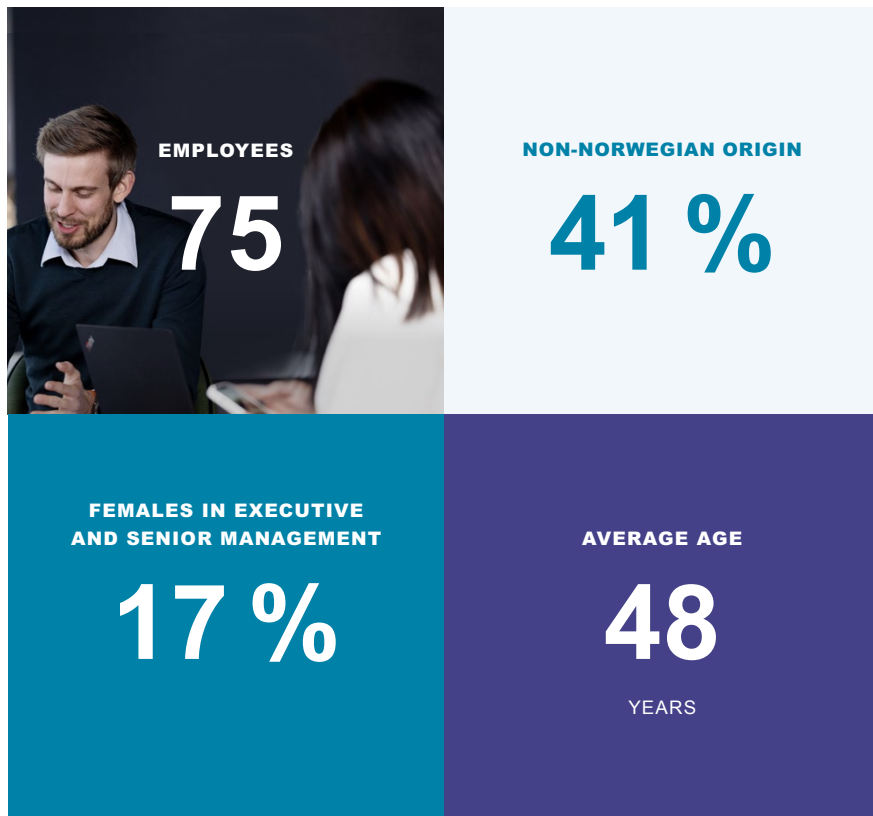 EMPLOYEES
75
NON-NORWEGIAN ORIGIN
41 %
FEMALES IN EXECUTIVE
AND SENIOR MANAGEMENT
17 %
AVERAGE AGE
48
YEARS